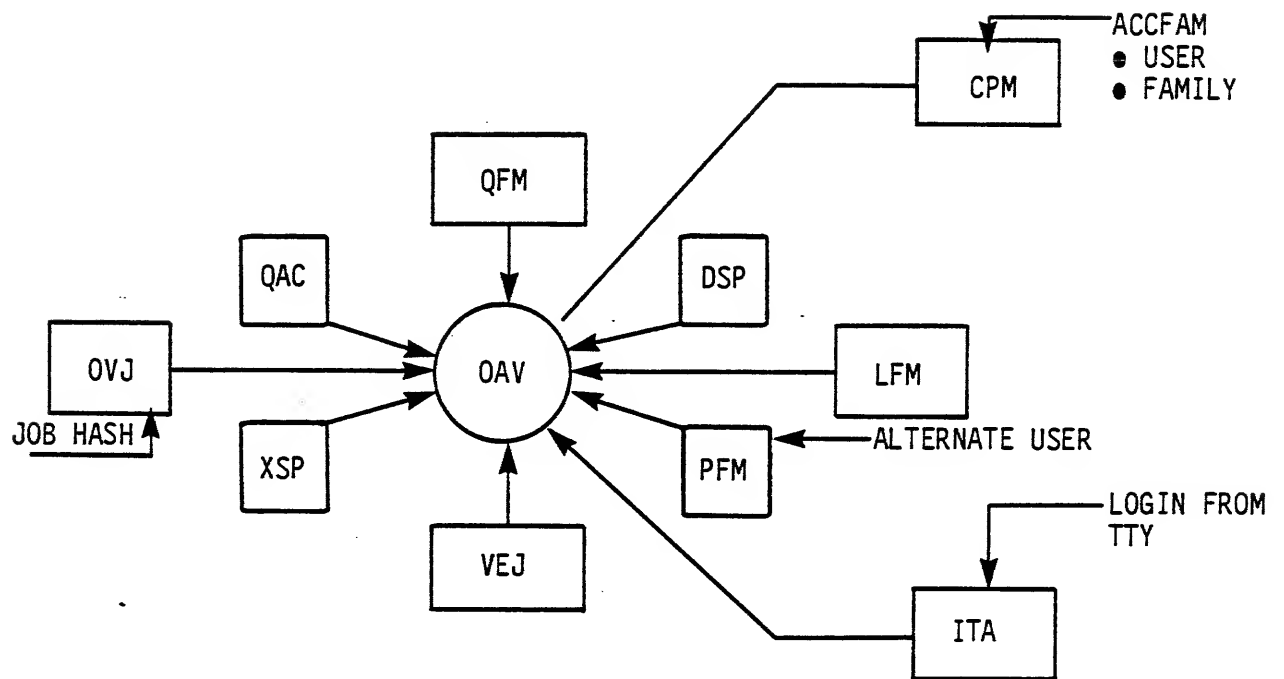 ACCFAM
● USER
● FAMILY
CPM
QFM
QAC
DSP
OVJ
OAV
LFM
JOB HASH
XSP
PFM
ALTERNATE USER
VEJ
LOGIN FROM
TTY
ITA